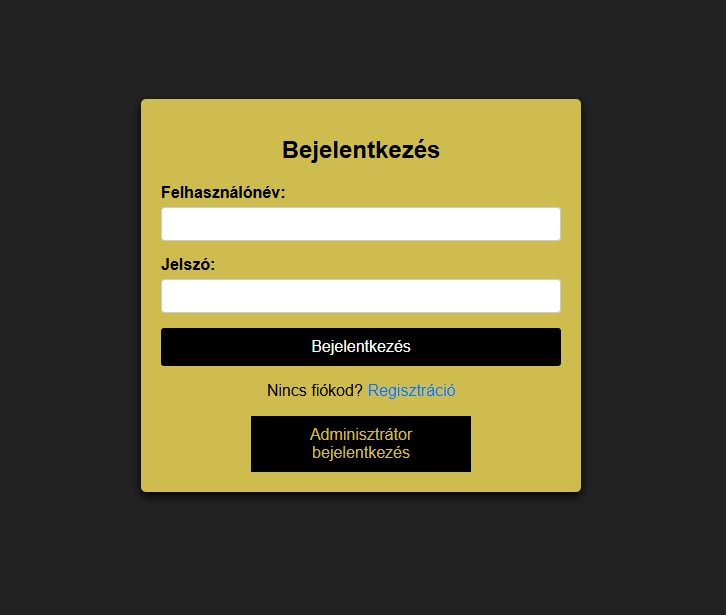 Bejelentkezés
Felhasználónév:
Jelszó:
Bejelentkezés
Nincs fiókod? Regisztráció
Adminisztrátor
bejelentkezés